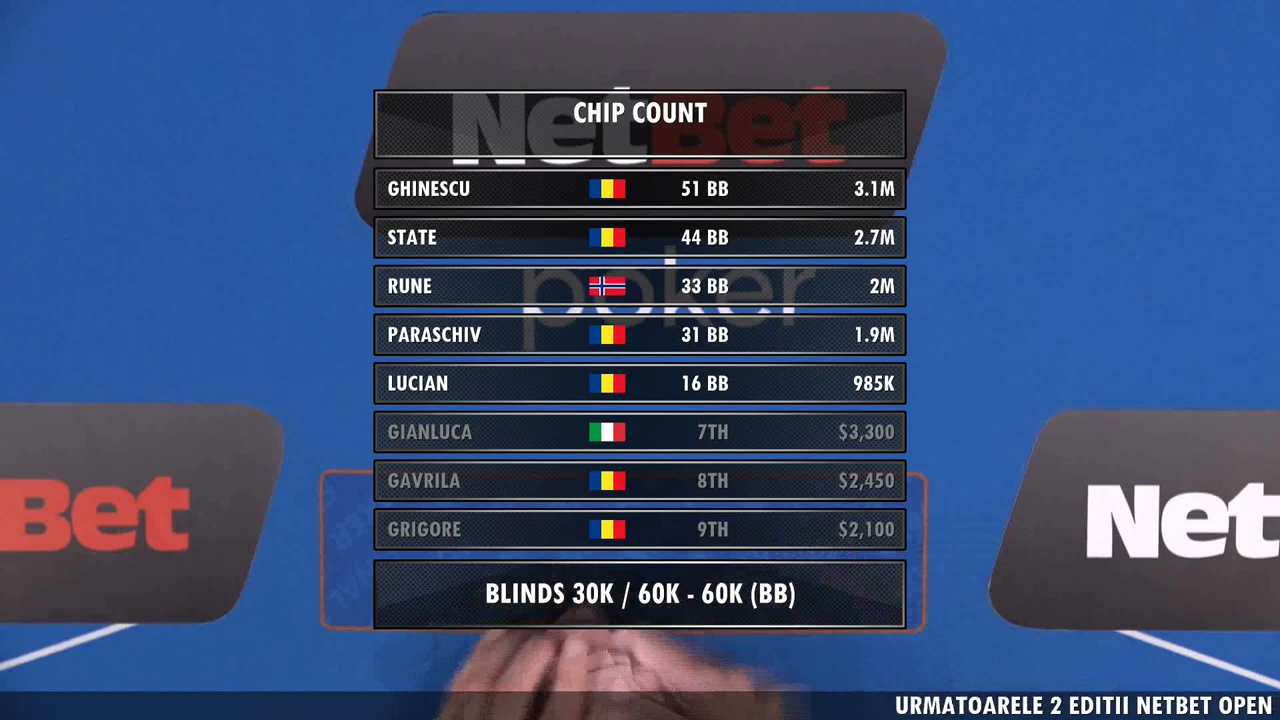 NetBet
CHIP COUNT
GHINESCU 51 BB 3.1M
STATE 44 BB 2.7M
poker
RUNE 33 BB 2M
PARASCHIV 31 BB 1.9M
LUCIAN 16 BB 985K
GIANLUCA 7TH $3,300
GAVRILA 8TH $2,450
GRIGORE 9TH $2,100
Bet
Net
BLINDS 30K / 60K - 60K (BB)
URMATOARELE 2 EDITII NETBET OPEN